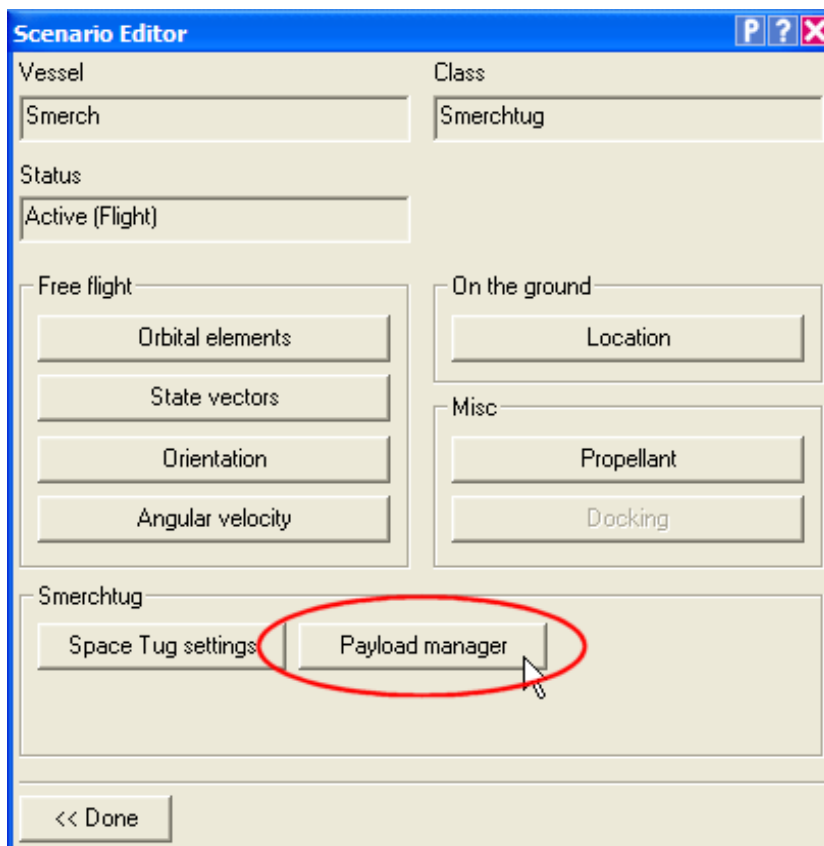 Scenario Editor
P ?
Vessel Class
Smerch Smerchtug
Status
Active (Flight)
Free flight On the ground
Orbital elements Location
State vectors
Misc
Orientation Propellant
Angular velocity Docking
Smerchtug
Space Tug settings Payload manager
<< Done